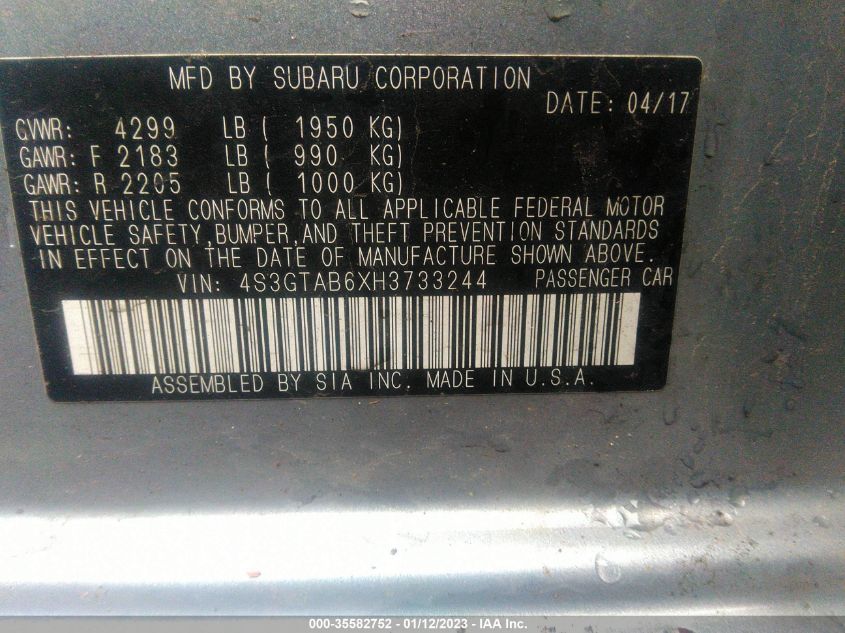 MFD BY SUBARU CORPORATION
DATE: 04/17
GVWR: 4299 LB ( 1950 KG)
GAWR: F 2183 LB ( 990 KG)
GAWR: R 2205 LB ( 1000 KG)
THIS VEHICLE CONFORMS TO ALL APPLICABLE FEDERAL MOTOR
VEHICLE SAFETY,BUMPER,AND THEFT PREVENTION STANDARDS
IN EFFECT ON THE DATE OF MANUFACTURE SHOWN ABOVE.
VIN: 4S3GTAB6XH3733244 PASSENGER CAR
ASSEMBLED BY SIA INC. MADE IN U.S.A.
000-35582752 - 01/12/2023 - IAA Inc.